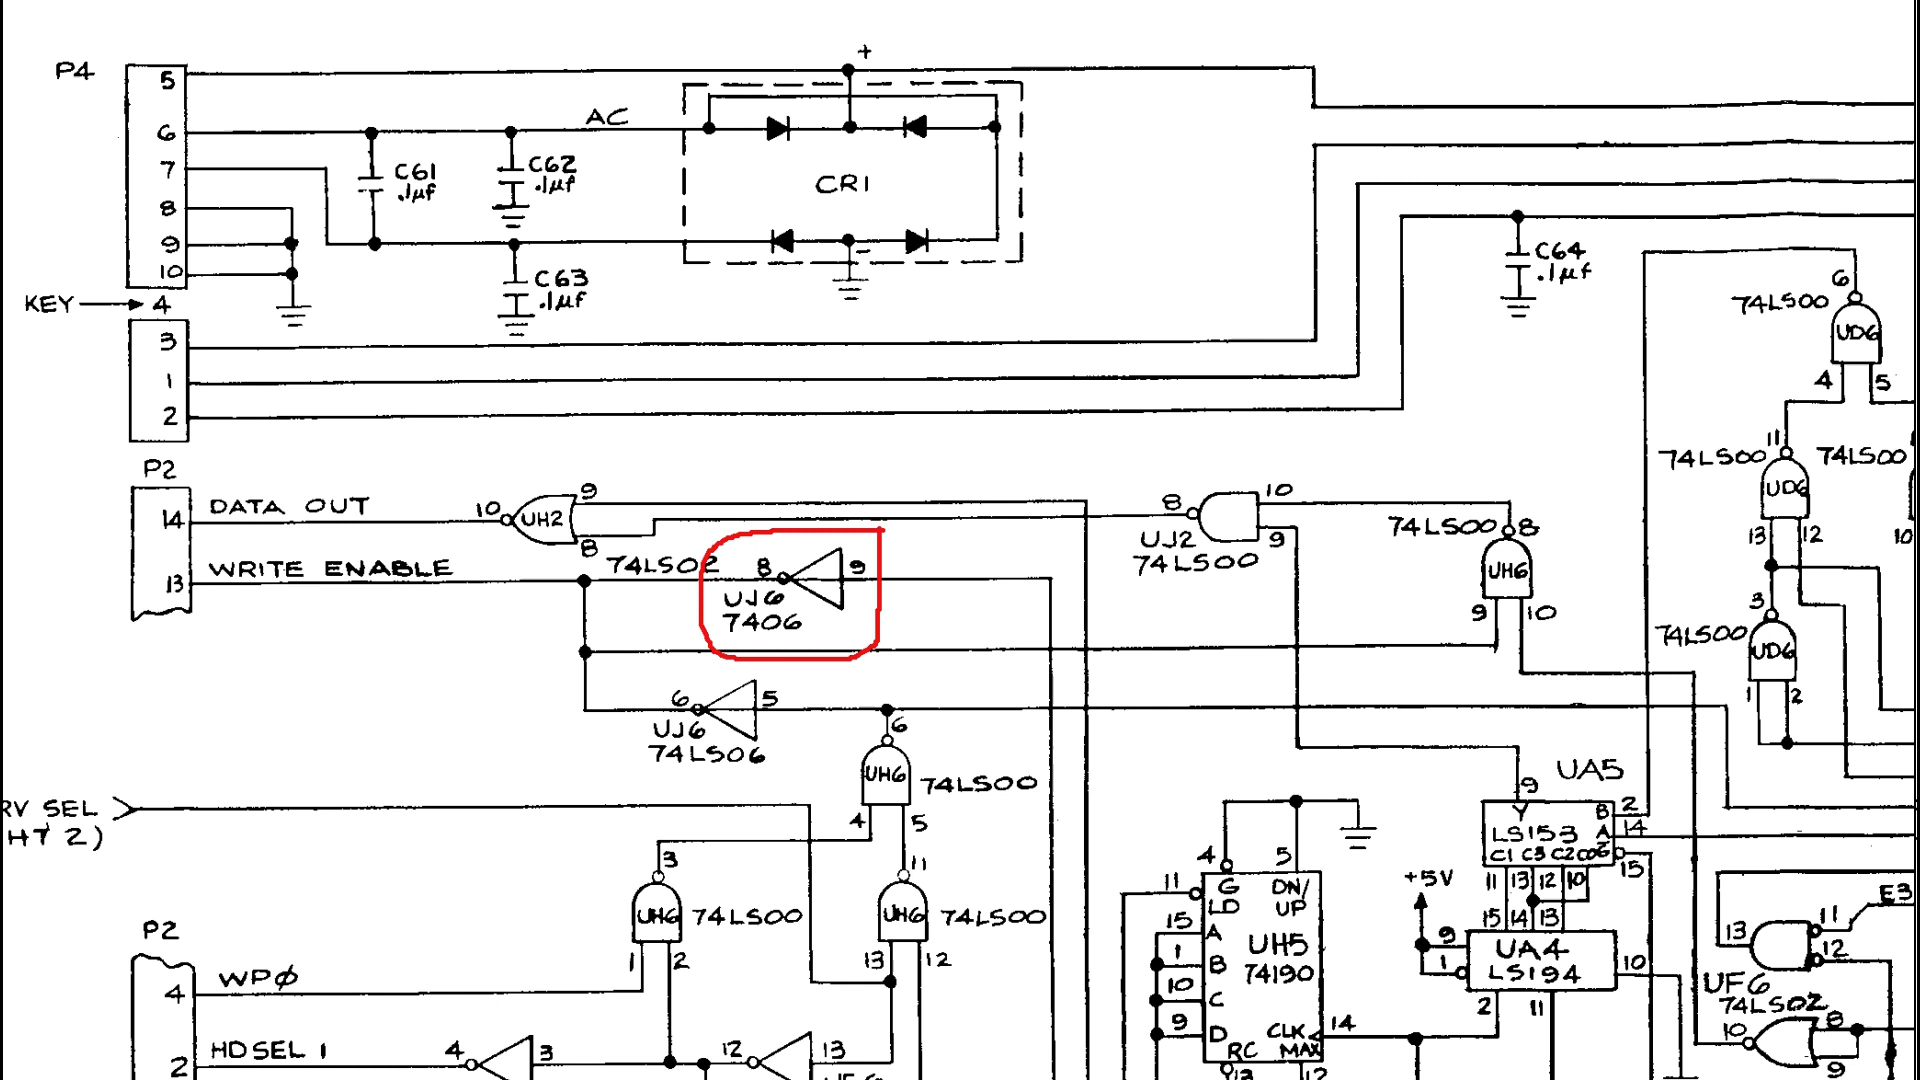 +
P4
5
6
AC
7
C61
.1µf
C62
.1µf
CR1
8
9
-
10
C63
.1µf
C64
.1µf
KEY
4
3
1
2
6
74LS00
UD6
4
5
11
74LS00
74LS00
UD6
13
12
10
P2
14
DATA OUT
10
UH2
9
8
74LS02
8
UJ2
74LS00
10
9
74LS00
8
UH6
9
10
13
WRITE ENABLE
8
9
UJ6
7406
3
74LS00
UD6
1
2
6
5
UJ6
74LS06
6
UH6
74LS00
4
5
RV SEL
HT 2)
UA5
9
Y
B
2
LS153
A
14
C1 C3 C2 C0 G
15
11
13
12
10
3
UH6
74LS00
1
2
11
UH6
74LS00
13
12
4
5
11
G
DN/
LD
UP
15
A
1
B
UH5
10
C
74190
9
D
CLK
14
RC
MAX
13
12
+5V
15
14
13
9
1
UA4
LS194
10
2
11
E3
13
11
12
UF6
74LS02
10
8
9
P2
4
WPØ
2
HDSEL 1
4
3
12
13